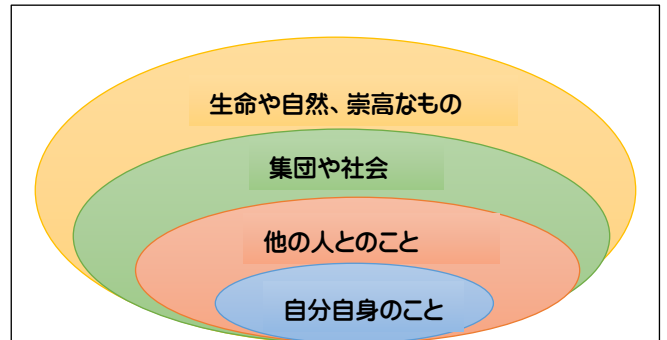 生命や自然、崇高なもの
集団や社会
他の人とのこと
自分自身のこと